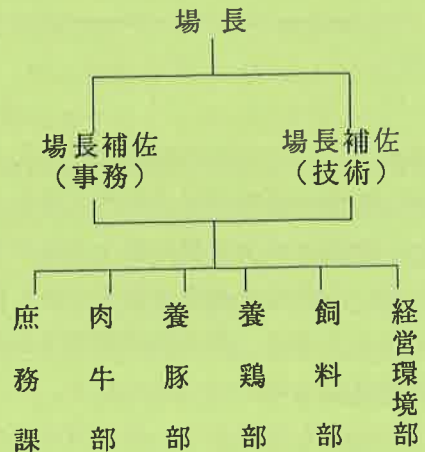 場長
場長補佐
（事務）
場長補佐
（技術）
庶務課
肉牛部
養豚部
養鶏部
飼料部
経営環境部